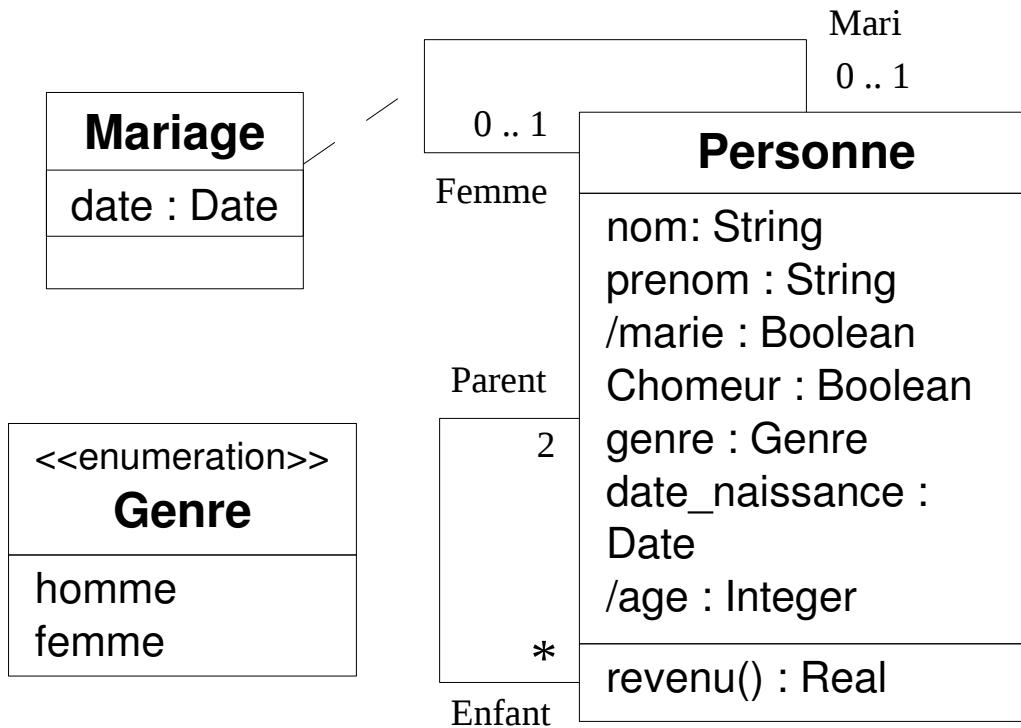 Mari
0 .. 1
Mariage
date : Date
0 .. 1
Femme
Personne
nom: String
prenom : String
/marie : Boolean
Chomeur : Boolean
genre : Genre
date_naissance :
Date
/age : Integer
revenu() : Real
Parent
2
*
Enfant
<<enumeration>>
Genre
homme
femme